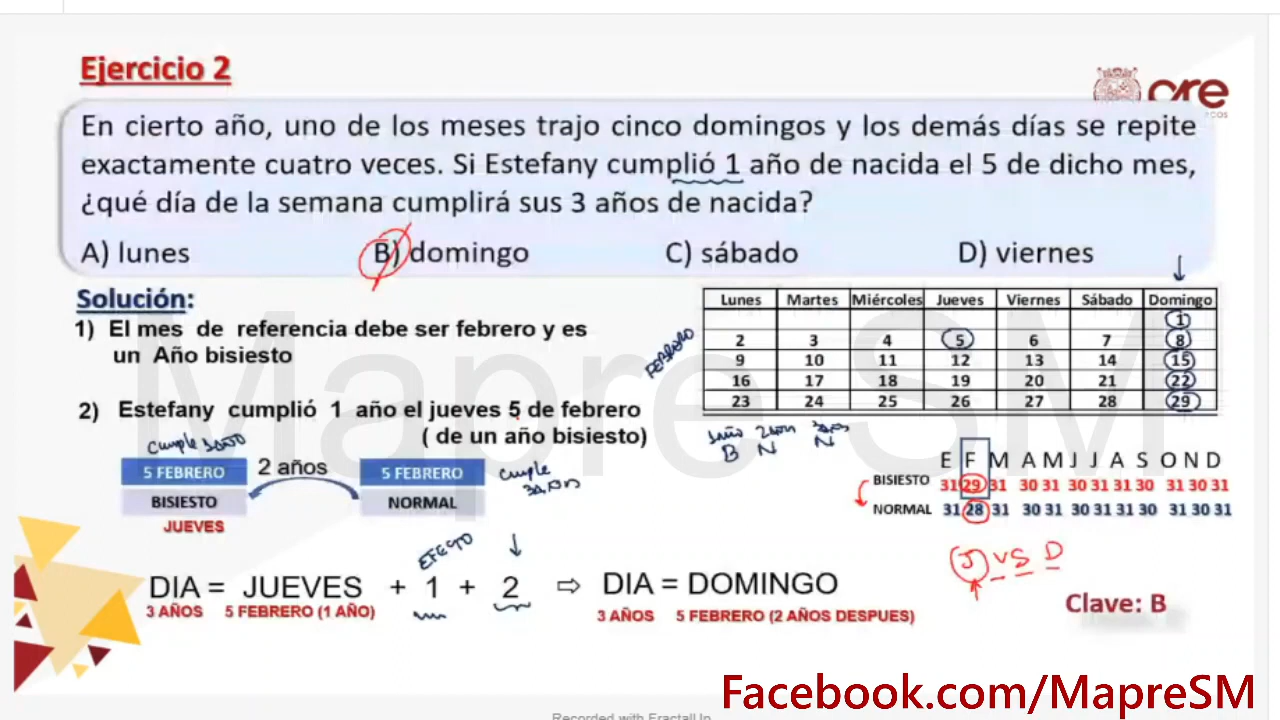 Ejercicio 2
cre
En cierto año, uno de los meses trajo cinco domingos y los demás días se repite
exactamente cuatro veces. Si Estefany cumplió 1 año de nacida el 5 de dicho mes,
¿qué día de la semana cumplirá sus 3 años de nacida?
A) lunes B) domingo C) sábado D) viernes
Solución:
1) El mes de referencia debe ser febrero y es
un Año bisiesto
2) Estefany cumplió 1 año el jueves 5 de febrero
( de un año bisiesto)
Lunes Martes Miércoles Jueves Viernes Sábado Domingo
1
2 3 4 5 6 7 8
9 10 11 12 13 14 15
16 17 18 19 20 21 22
23 24 25 26 27 28 29
FEBRERO
B N N
cumple
5 FEBRERO 2 años 5 FEBRERO
cumple
BISIESTO NORMAL
JUEVES
E F M A M J J A S O N D
BISIESTO 31 29 31 30 31 30 31 31 30 31 30 31
NORMAL 31 28 31 30 31 30 31 31 30 31 30 31
EFECTO
J VS D
DIA = JUEVES + 1 + 2 ⇨ DIA = DOMINGO
3 AÑOS 5 FEBRERO (1 AÑO) 3 AÑOS 5 FEBRERO (2 AÑOS DESPUES)
Clave: B
Mapre SM
Facebook.com/MapreSM